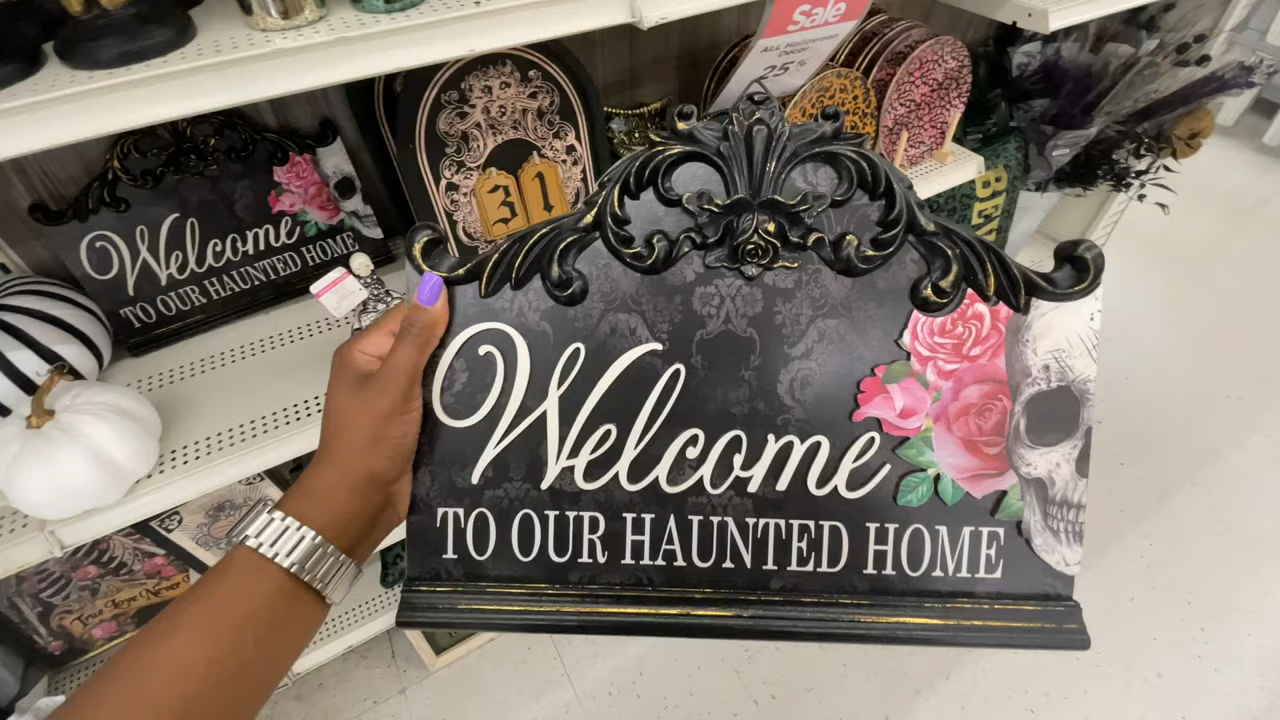 Sale
ALL Halloween
Decor
25%
31
Welcome
TO OUR HAUNTED HOME
Welcome
TO OUR HAUNTED HOME
BEW
True Love Never